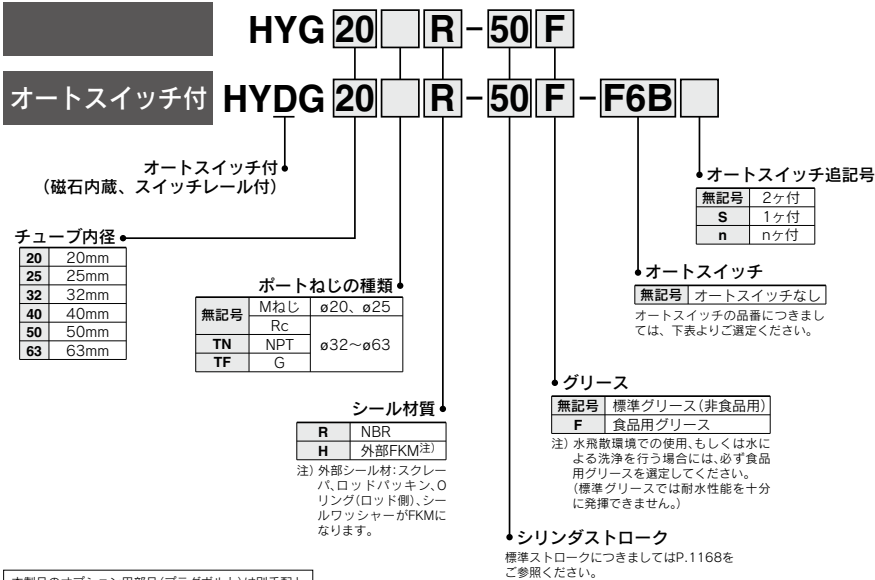 HYG 20 R-50 F
オートスイッチ付 HYDG 20 R-50 F-F6B
オートスイッチ付
（磁石内蔵、スイッチレール付）
チューブ内径
20 20mm
25 25mm
32 32mm
40 40mm
50 50mm
63 63mm
ポートねじの種類
無記号 Mねじ ø20、ø25
Rc ø32～ø63
TN NPT
TF G
シール材質
R NBR
H 外部FKM注)
注) 外部シール材：スクレー
パ、ロッドパッキン、O
リング(ロッド側)、シー
ルワッシャーがFKMに
なります。
オートスイッチ追記号
無記号 2ヶ付
S 1ヶ付
n nヶ付
オートスイッチ
無記号 オートスイッチなし
オートスイッチの品番につきまし
ては、下表よりご選定ください。
グリース
無記号 標準グリース(非食品用)
F 食品用グリース
注) 水飛散環境での使用、もしくは水に
よる洗浄を行う場合には、必ず食品
用グリースを選定してください。
(標準グリースでは耐水性能を十分
に発揮できません。)
シリンダストローク
標準ストロークにつきましてはP.1168を
ご参照ください。